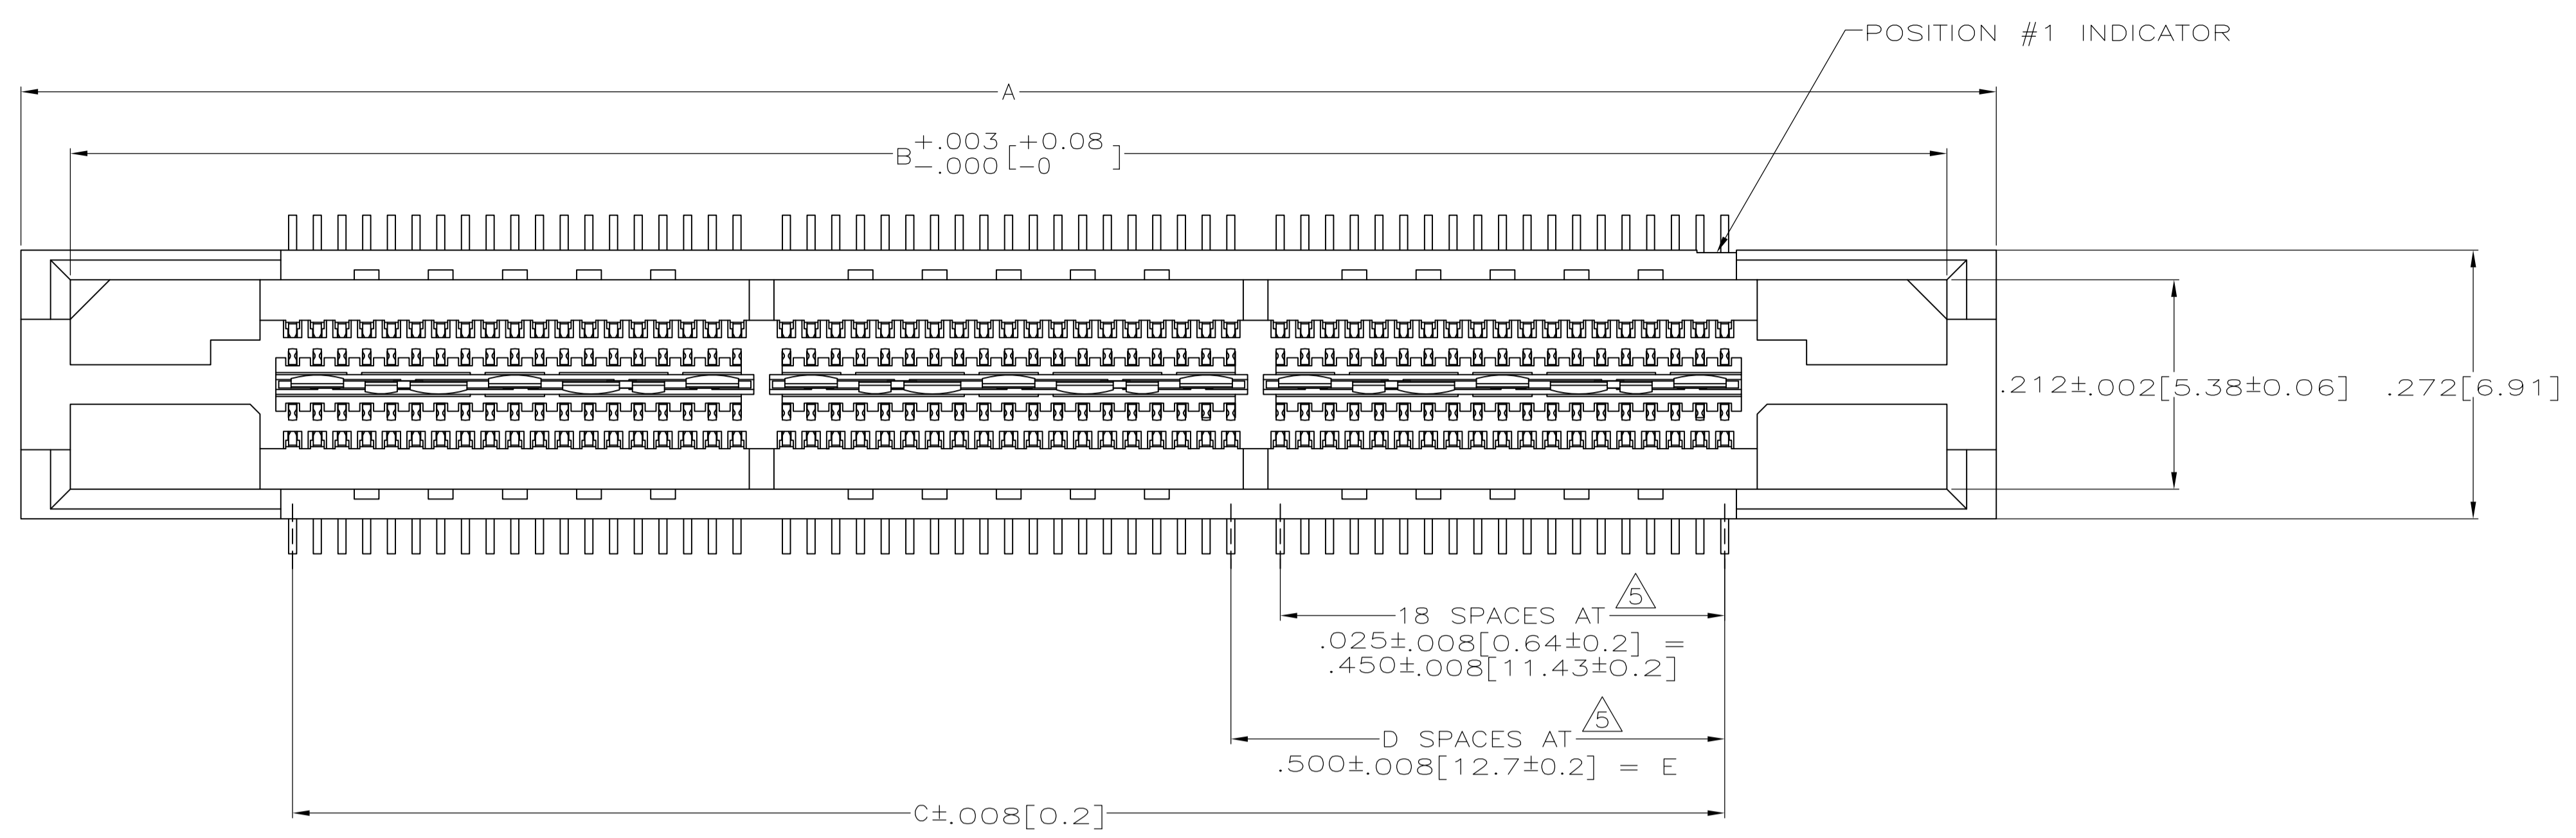 POSITION #1 INDICATOR
A
B+.003 [+0.08
-.000 -0 ]
.212±.002[5.38±0.06]
.272[6.91]
5
18 SPACES AT
.025±.008[0.64±0.2] =
.450±.008[11.43±0.2]
5
D SPACES AT
.500±.008[12.7±0.2] = E
C±.008[0.2]